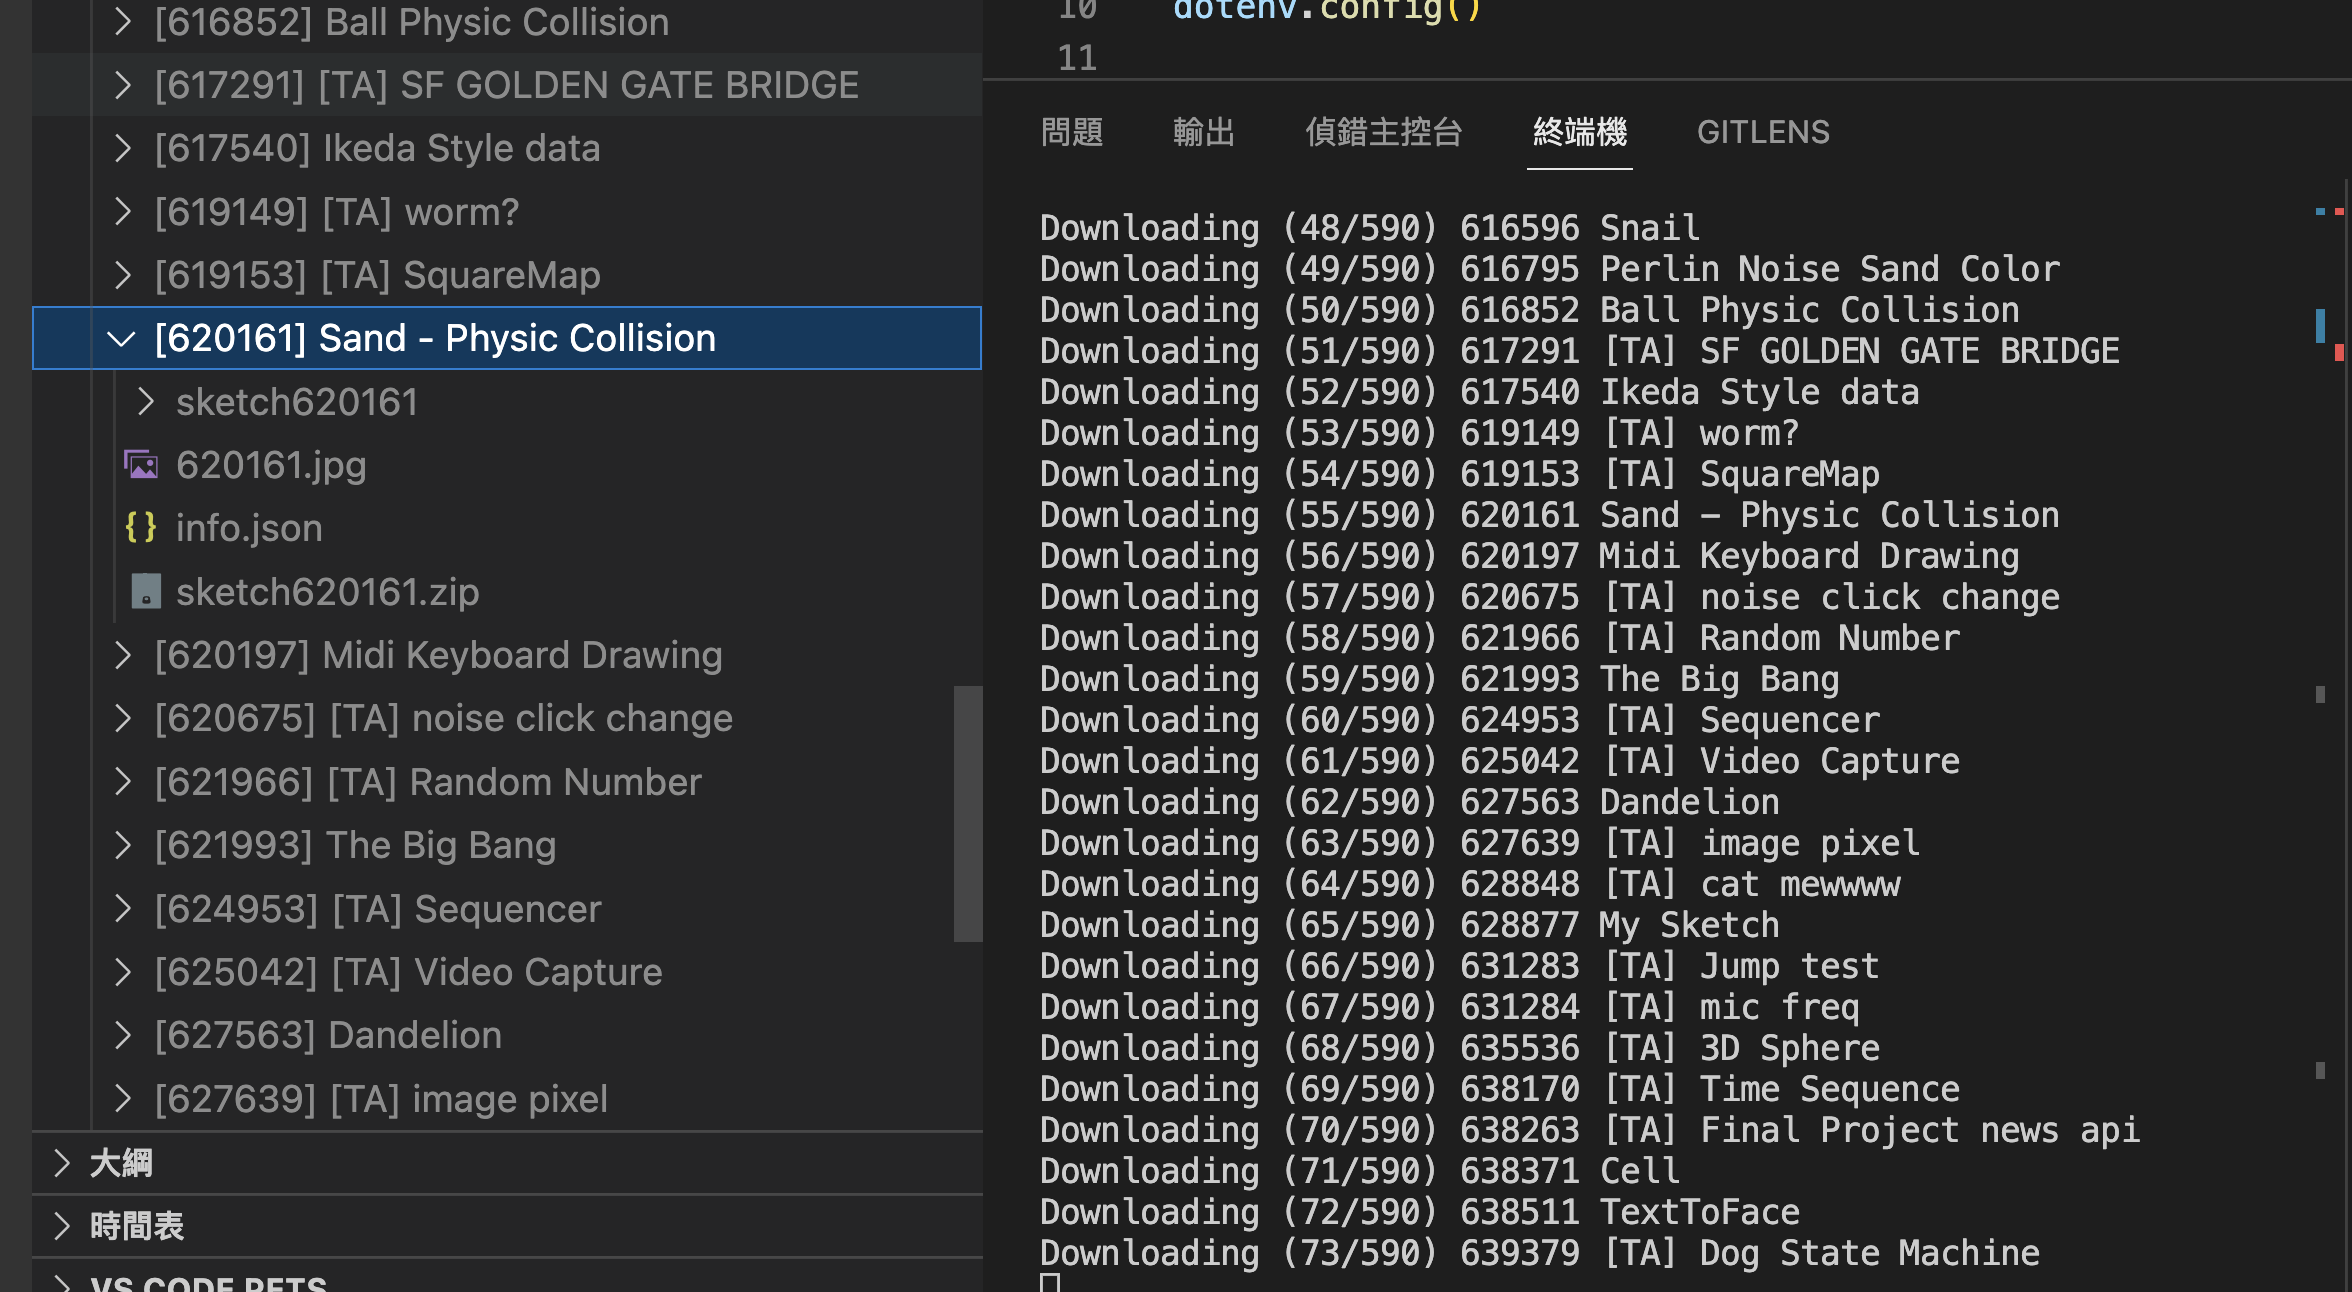 [616852] Ball Physic Collision
[617291] [TA] SF GOLDEN GATE BRIDGE
[617540] Ikeda Style data
[619149] [TA] worm?
[619153] [TA] SquareMap
[620161] Sand - Physic Collision
sketch620161
620161.jpg
info.json
sketch620161.zip
[620197] Midi Keyboard Drawing
[620675] [TA] noise click change
[621966] [TA] Random Number
[621993] The Big Bang
[624953] [TA] Sequencer
[625042] [TA] Video Capture
[627563] Dandelion
[627639] [TA] image pixel
大綱
時間表
VS CODE PETS
10 dotenv.config()
11
問題 輸出 偵錯主控台 終端機 GITLENS
Downloading (48/590) 616596 Snail
Downloading (49/590) 616795 Perlin Noise Sand Color
Downloading (50/590) 616852 Ball Physic Collision
Downloading (51/590) 617291 [TA] SF GOLDEN GATE BRIDGE
Downloading (52/590) 617540 Ikeda Style data
Downloading (53/590) 619149 [TA] worm?
Downloading (54/590) 619153 [TA] SquareMap
Downloading (55/590) 620161 Sand - Physic Collision
Downloading (56/590) 620197 Midi Keyboard Drawing
Downloading (57/590) 620675 [TA] noise click change
Downloading (58/590) 621966 [TA] Random Number
Downloading (59/590) 621993 The Big Bang
Downloading (60/590) 624953 [TA] Sequencer
Downloading (61/590) 625042 [TA] Video Capture
Downloading (62/590) 627563 Dandelion
Downloading (63/590) 627639 [TA] image pixel
Downloading (64/590) 628848 [TA] cat mewwww
Downloading (65/590) 628877 My Sketch
Downloading (66/590) 631283 [TA] Jump test
Downloading (67/590) 631284 [TA] mic freq
Downloading (68/590) 635536 [TA] 3D Sphere
Downloading (69/590) 638170 [TA] Time Sequence
Downloading (70/590) 638263 [TA] Final Project news api
Downloading (71/590) 638371 Cell
Downloading (72/590) 638511 TextToFace
Downloading (73/590) 639379 [TA] Dog State Machine